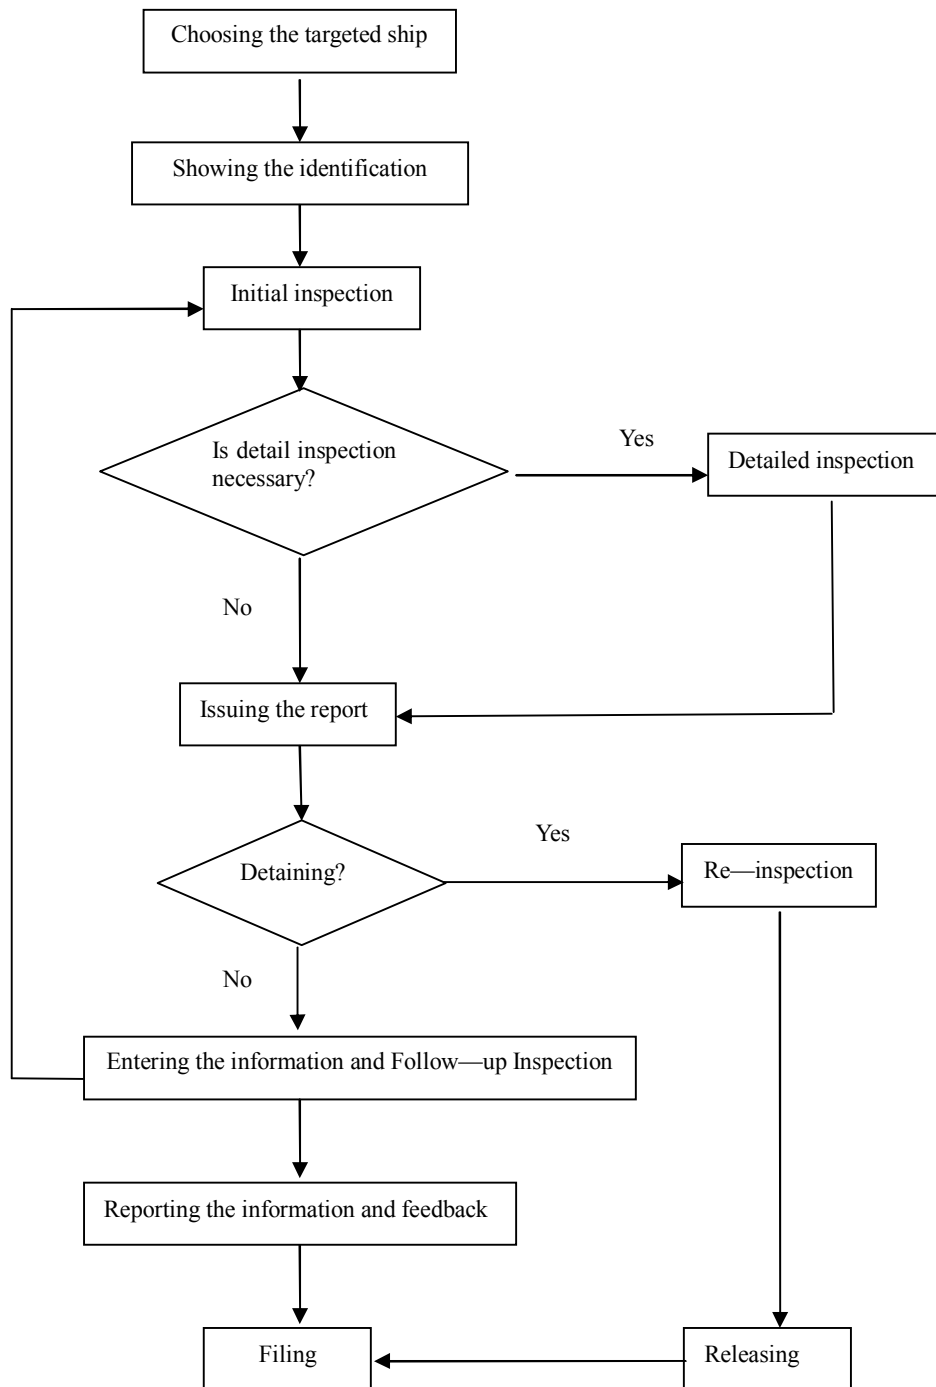 Choosing the targeted ship
Showing the identification
Initial inspection
Is detail inspection
necessary?
Yes
Detailed inspection
No
Issuing the report
Detaining?
Yes
Re—inspection
No
Entering the information and Follow—up Inspection
Reporting the information and feedback
Filing
Releasing